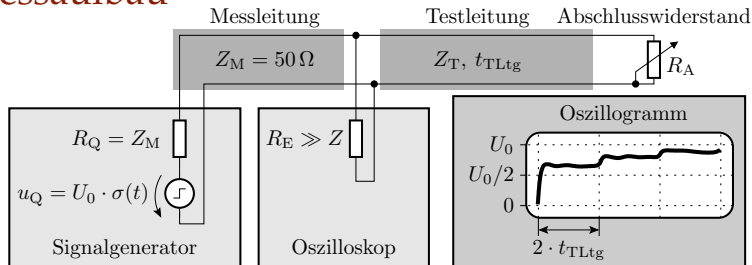 Messleitung Testleitung Abschlusswiderstand
Z_M = 50 Ω Z_T, t_TLtg R_A
R_Q = Z_M
u_Q = U_0 · σ(t)
Signalgenerator
R_E ≫ Z
Oszilloskop
Oszillogramm
U_0
U_0/2
0
2 · t_TLtg